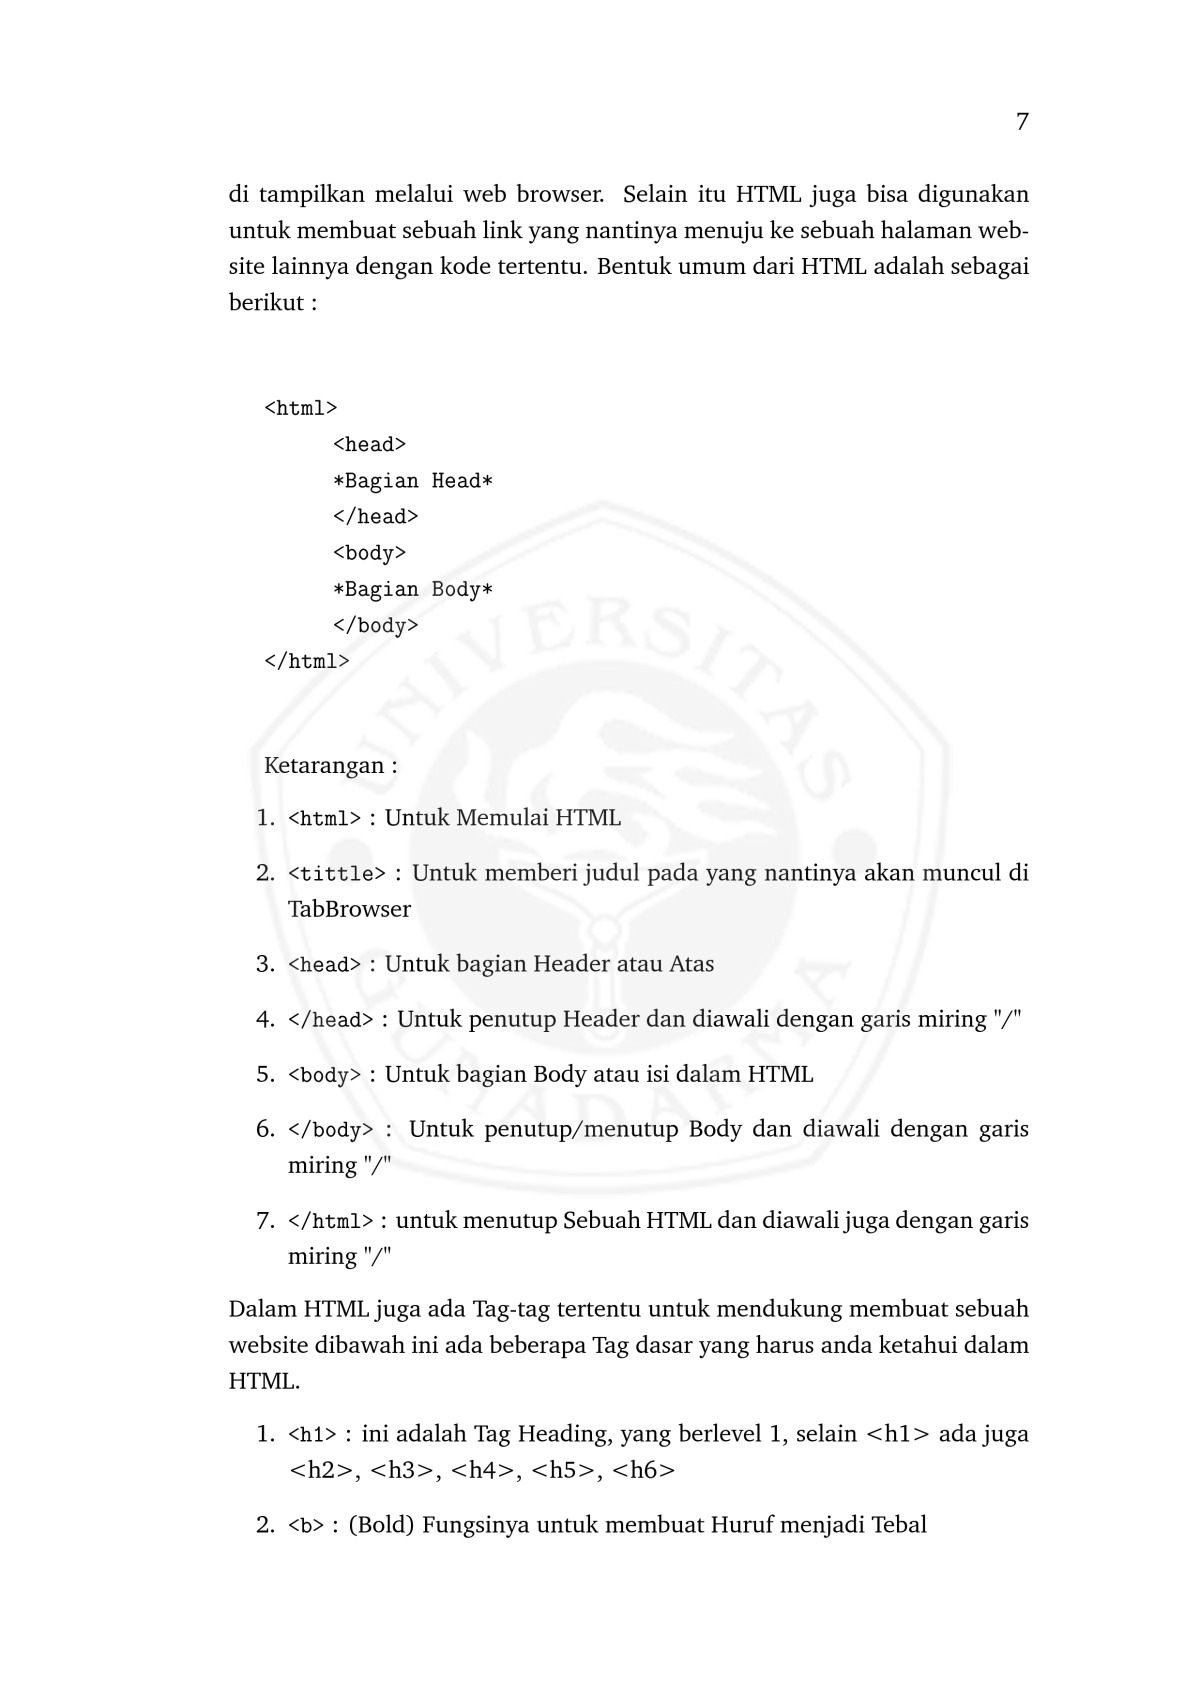 7
di tampilkan melalui web browser. Selain itu HTML juga bisa digunakan
untuk membuat sebuah link yang nantinya menuju ke sebuah halaman web-
site lainnya dengan kode tertentu. Bentuk umum dari HTML adalah sebagai
berikut :
<html>
<head>
*Bagian Head*
</head>
<body>
*Bagian Body*
</body>
</html>
UNIVERSITAS
GUNADARMA
Ketarangan :
1. <html> : Untuk Memulai HTML
2. <tittle> : Untuk memberi judul pada yang nantinya akan muncul di
TabBrowser
3. <head> : Untuk bagian Header atau Atas
4. </head> : Untuk penutup Header dan diawali dengan garis miring "/"
5. <body> : Untuk bagian Body atau isi dalam HTML
6. </body> : Untuk penutup/menutup Body dan diawali dengan garis
miring "/"
7. </html> : untuk menutup Sebuah HTML dan diawali juga dengan garis
miring "/"
Dalam HTML juga ada Tag-tag tertentu untuk mendukung membuat sebuah
website dibawah ini ada beberapa Tag dasar yang harus anda ketahui dalam
HTML.
1. <h1> : ini adalah Tag Heading, yang berlevel 1, selain <h1> ada juga
<h2>, <h3>, <h4>, <h5>, <h6>
2. <b> : (Bold) Fungsinya untuk membuat Huruf menjadi Tebal